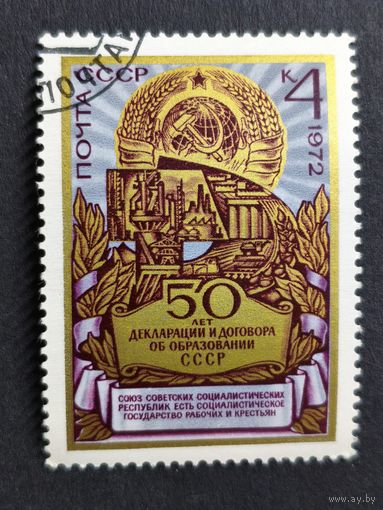 ПОЧТА
ПОЧТА СССР
К 4
1972
50
ЛЕТ
ДЕКЛАРАЦИИ И ДОГОВОРА
ОБ ОБРАЗОВАНИИ
СССР
СОЮЗ СОВЕТСКИХ СОЦИАЛИСТИЧЕСКИХ
РЕСПУБЛИК ЕСТЬ СОЦИАЛИСТИЧЕСКОЕ
ГОСУДАРСТВО РАБОЧИХ И КРЕСТЬЯН
www.ay.by